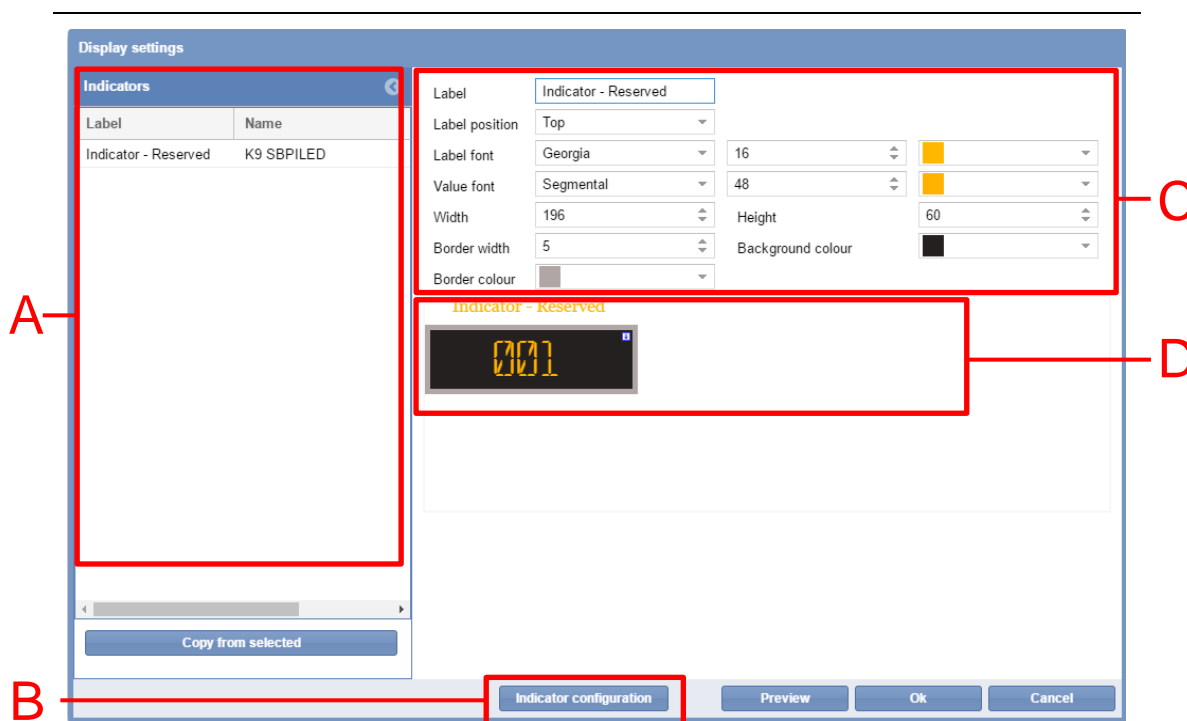 Display settings
Indicators
Label Name
Indicator - Reserved K9 SBPILED
Copy from selected
Label Indicator - Reserved
Label position Top
Label font Georgia 16
Value font Segmental 48
Width 196 Height 60
Border width 5 Background colour
Border colour
Indicator - Reserved
001
Indicator configuration Preview Ok Cancel
A
B
C
D